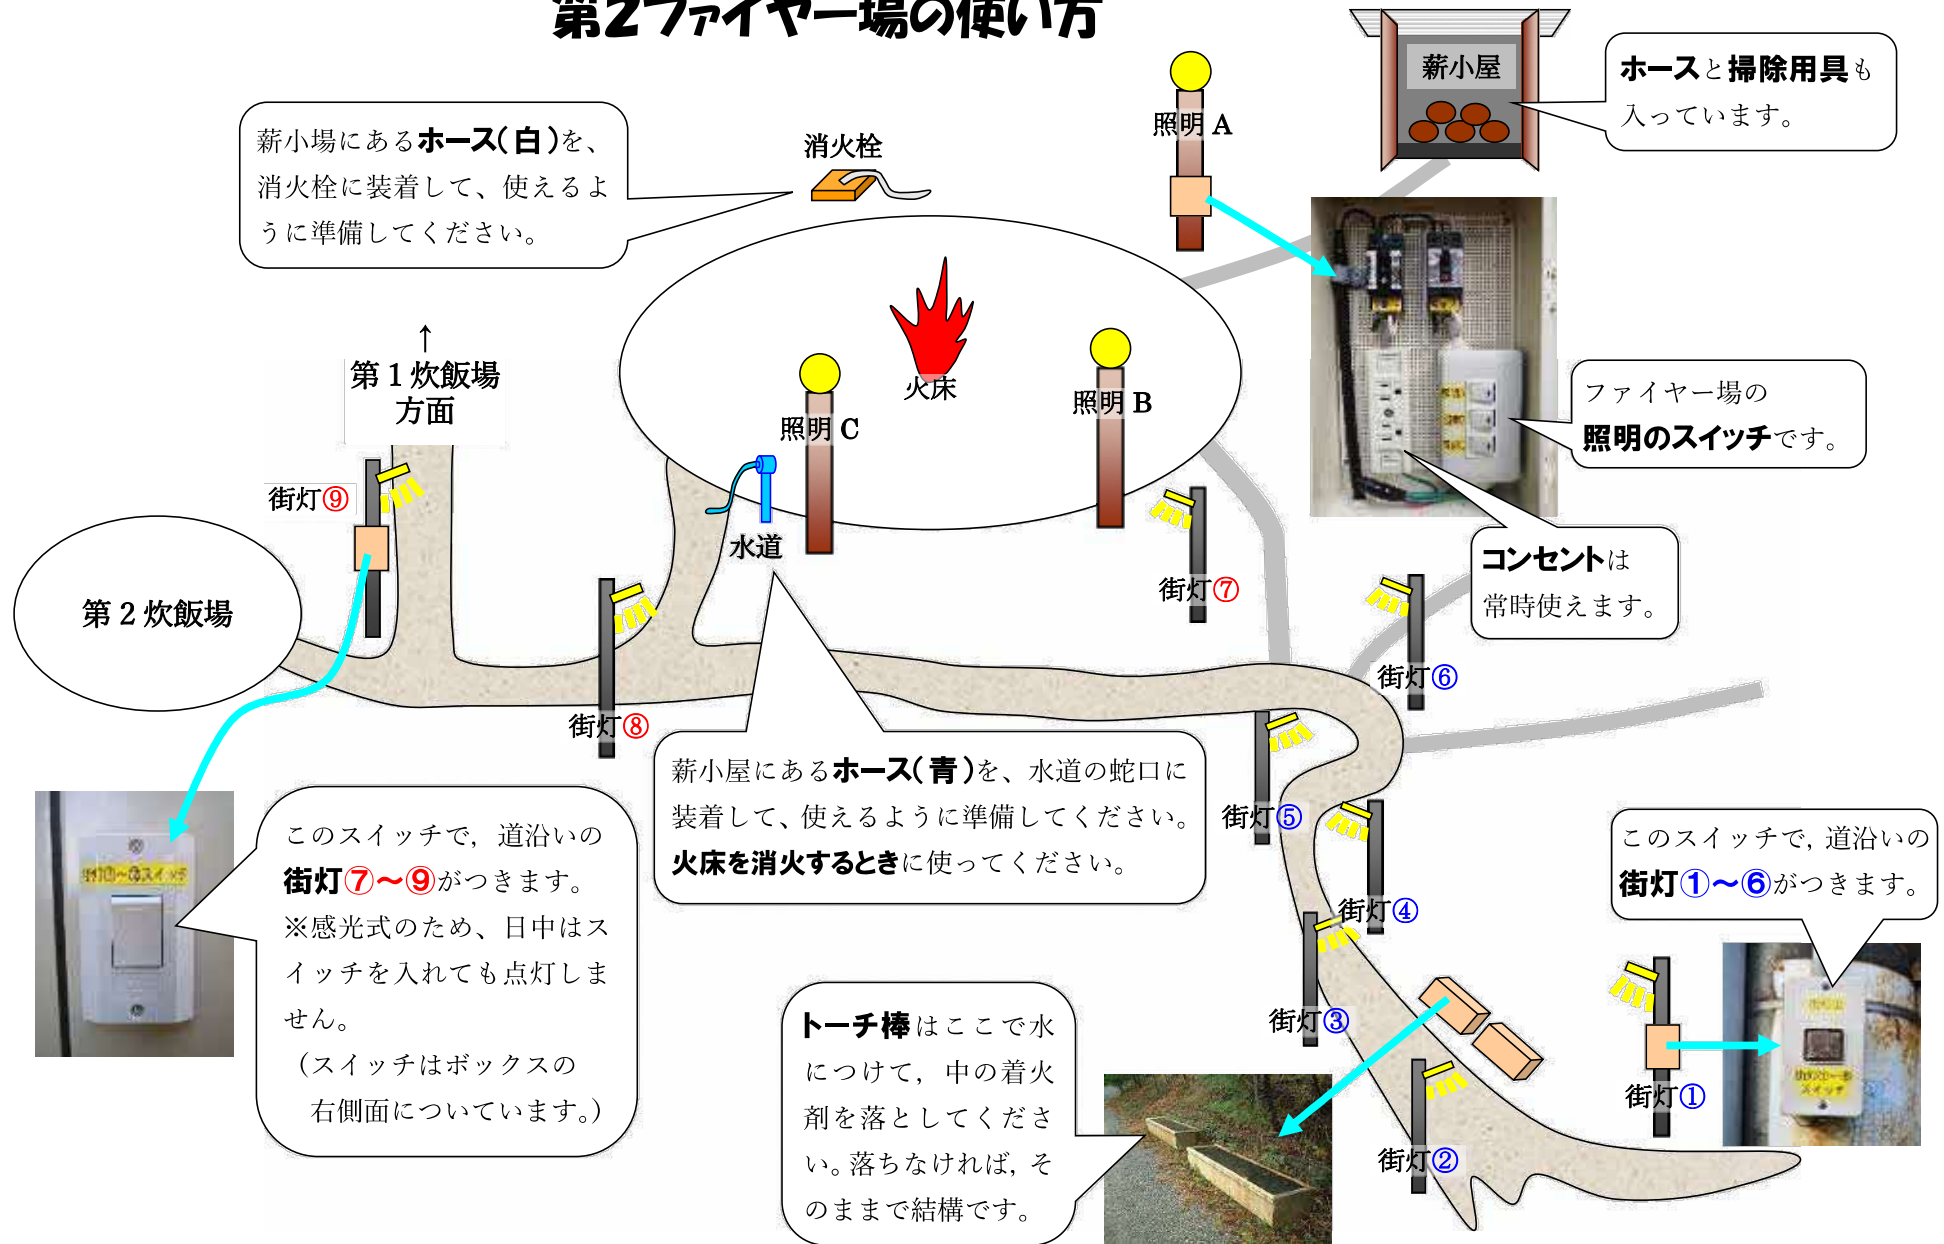 第2ファイヤー場の使い方
薪小屋
ホースと掃除用具も
入っています。
照明 A
消火栓
薪小場にあるホース(白)を、
消火栓に装着して、使えるよ
うに準備してください。
↑
第 1 炊飯場
方面
火床
照明 B
照明 C
ファイヤー場の
照明のスイッチです。
街灯⑨
水道
コンセントは
常時使えます。
街灯⑦
第 2 炊飯場
街灯⑥
街灯⑧
薪小屋にあるホース(青)を、水道の蛇口に
装着して、使えるように準備してください。
火床を消火するときに使ってください。
街灯⑤
このスイッチで, 道沿いの
街灯⑦~⑨がつきます。
※感光式のため、日中はス
イッチを入れても点灯しま
せん。
(スイッチはボックスの
右側面についています。)
このスイッチで, 道沿いの
街灯①~⑥がつきます。
街灯④
街灯③
トーチ棒はここで水
につけて, 中の着火
剤を落としてくださ
い。落ちなければ, そ
のままで結構です。
街灯①
街灯②